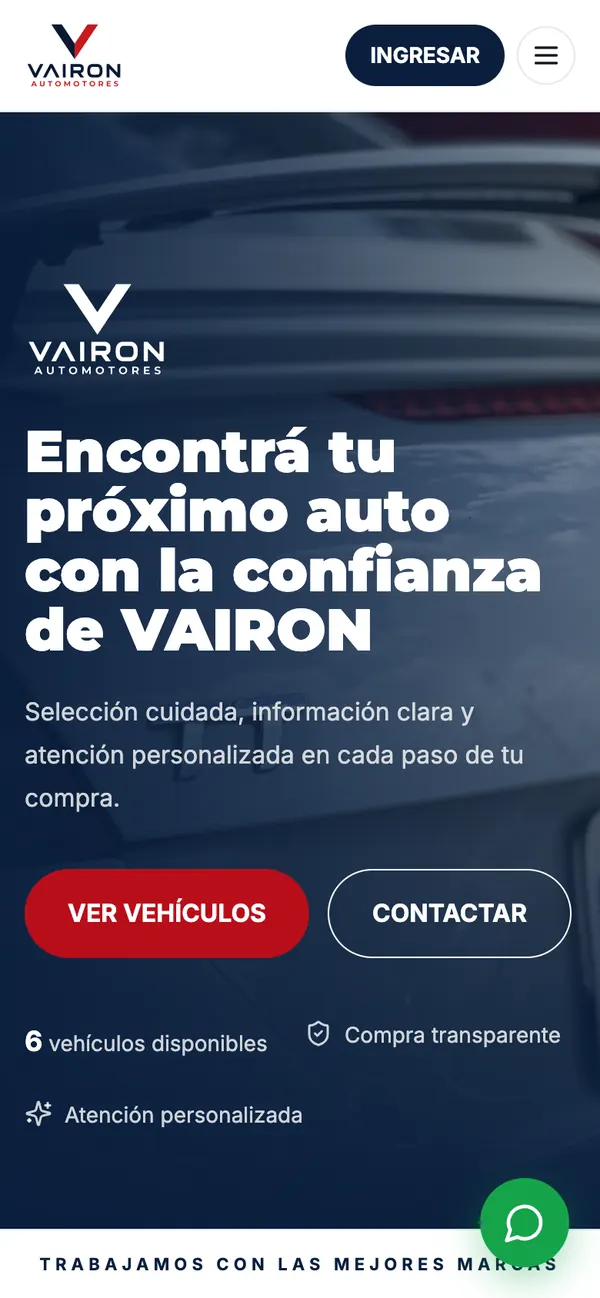 VAIRON
AUTOMOTORES
INGRESAR
VAIRON
AUTOMOTORES
Encontrá tu
próximo auto
con la confianza
de VAIRON
Selección cuidada, información clara y
atención personalizada en cada paso de tu
compra.
VER VEHÍCULOS
CONTACTAR
6 vehículos disponibles
Compra transparente
Atención personalizada
TRABAJAMOS CON LAS MEJORES MARCAS